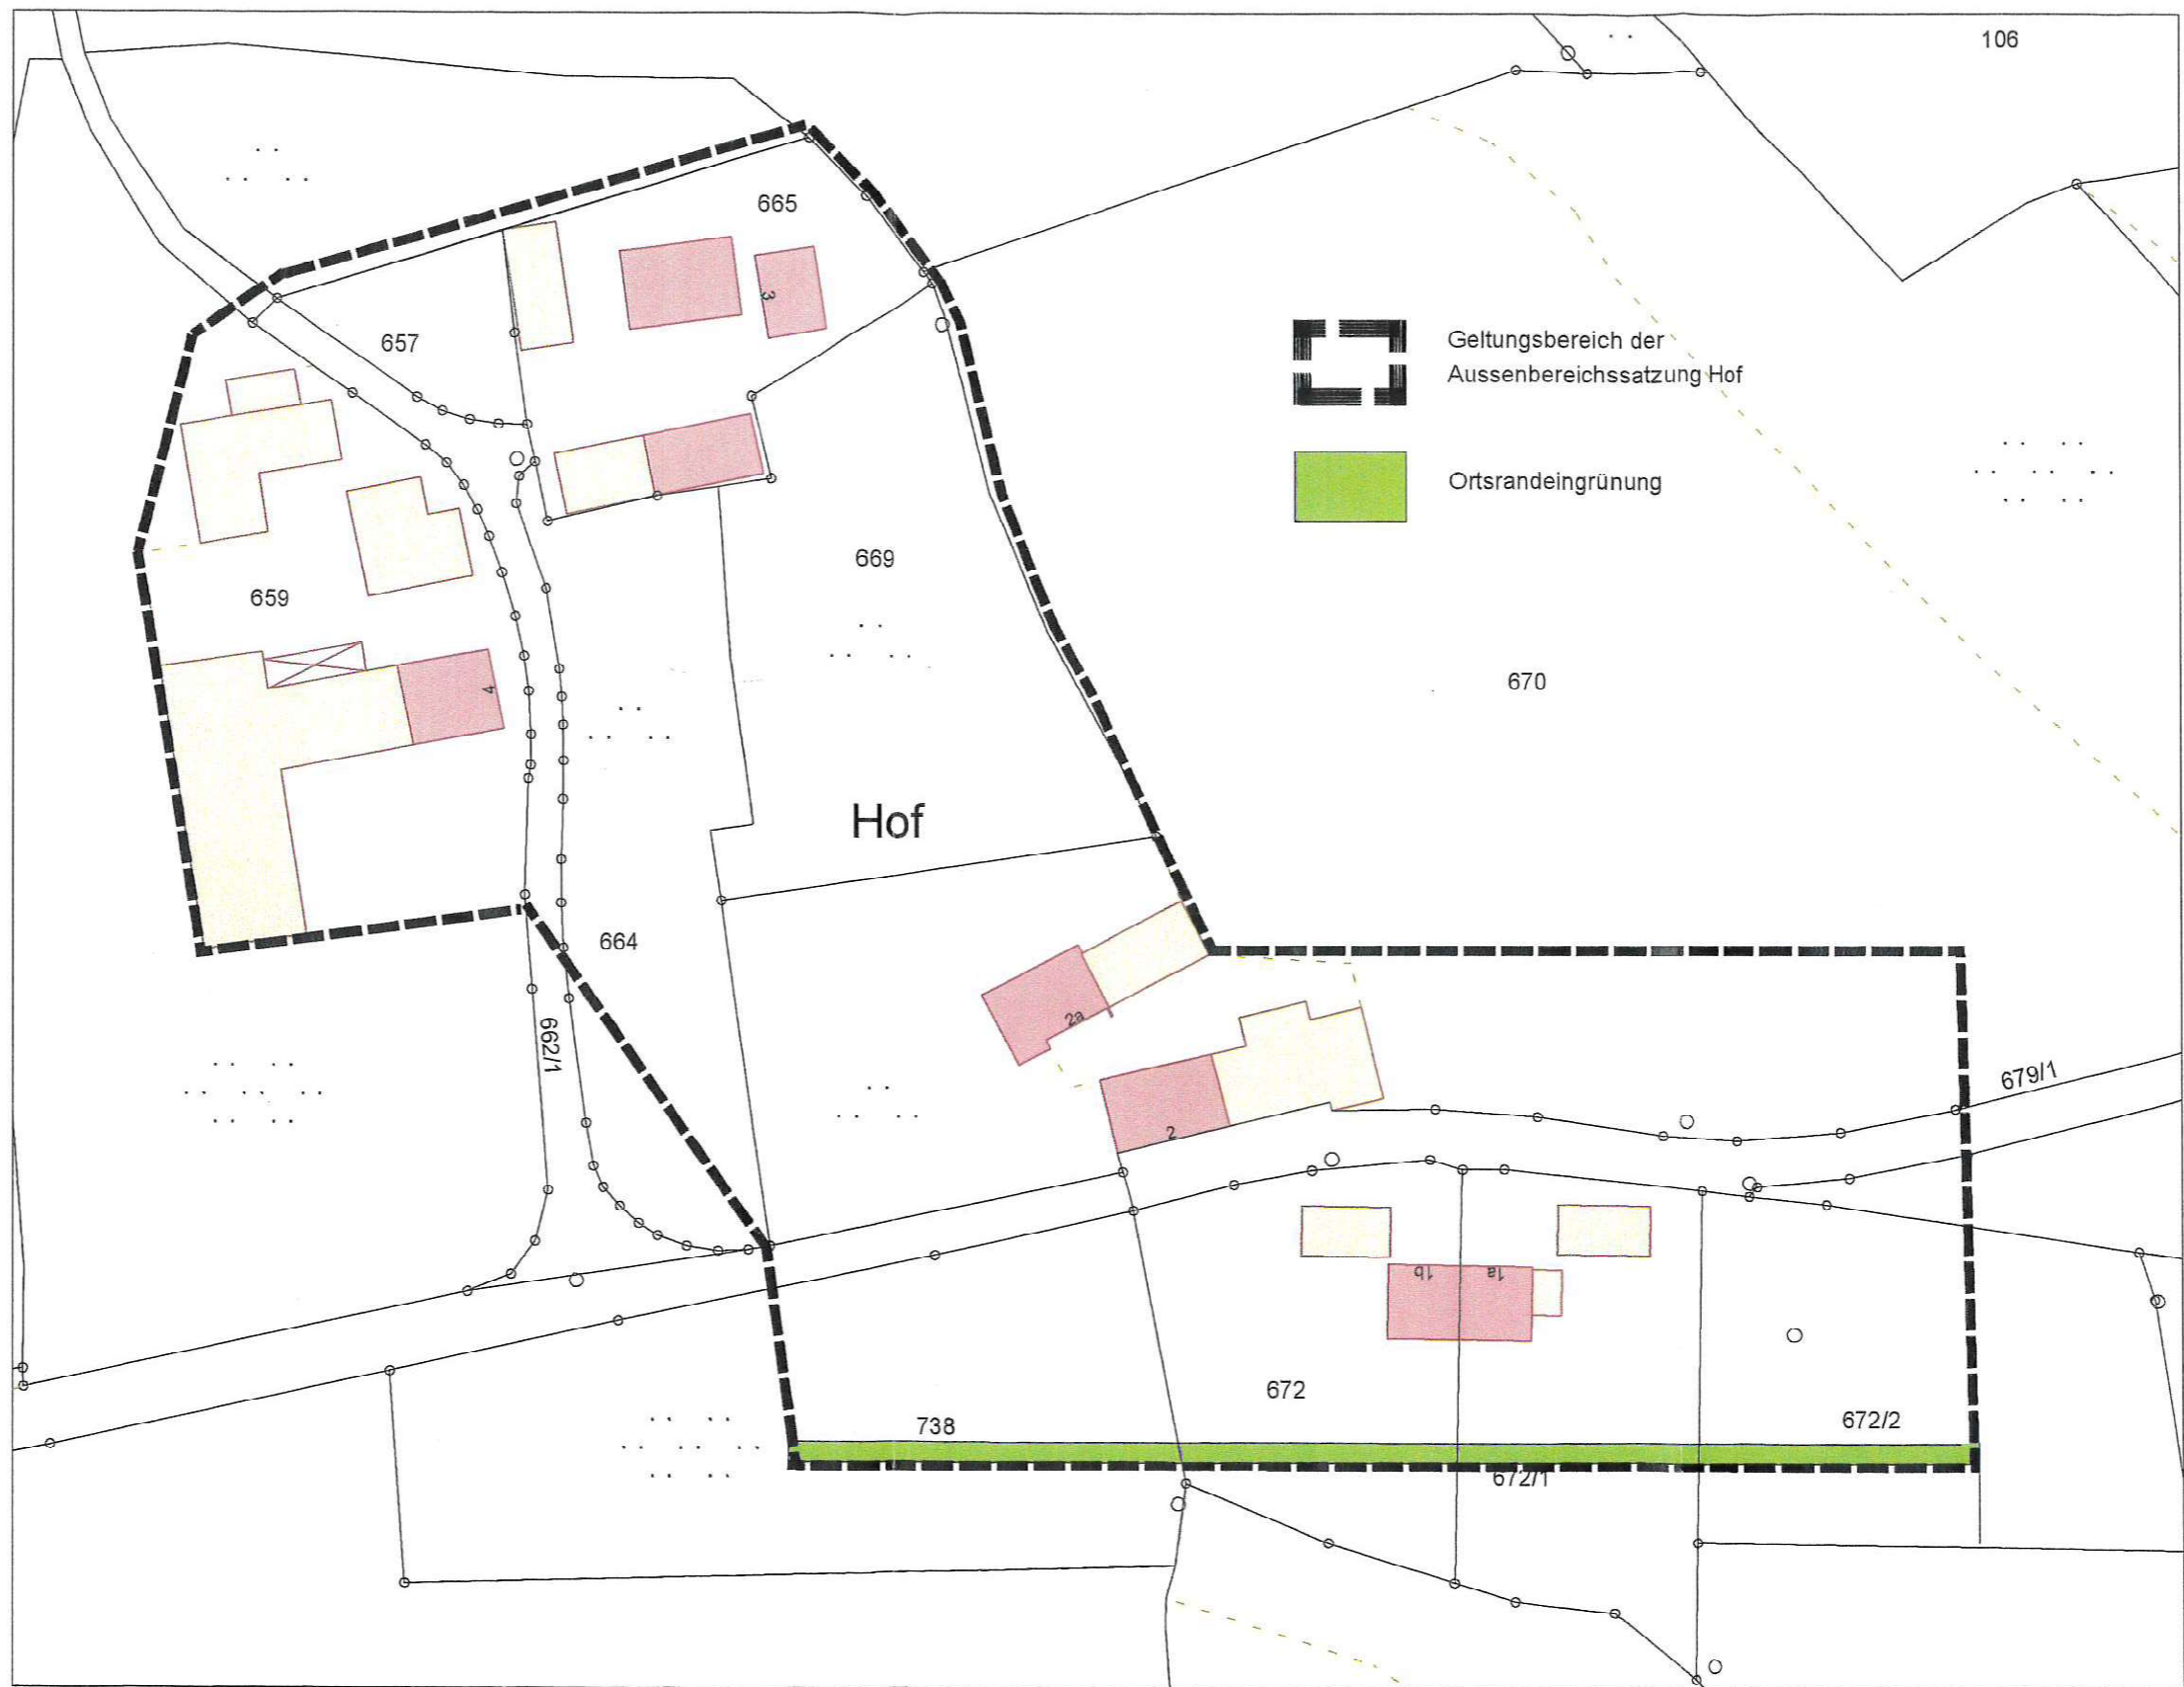 106
665
3
657
Geltungsbereich der
Aussenbereichssatzung Hof
Ortsrandeingrünung
669
659
670
4
Hof
664
662/1
2a
679/1
2
1b
1a
672
738
672/2
672/1